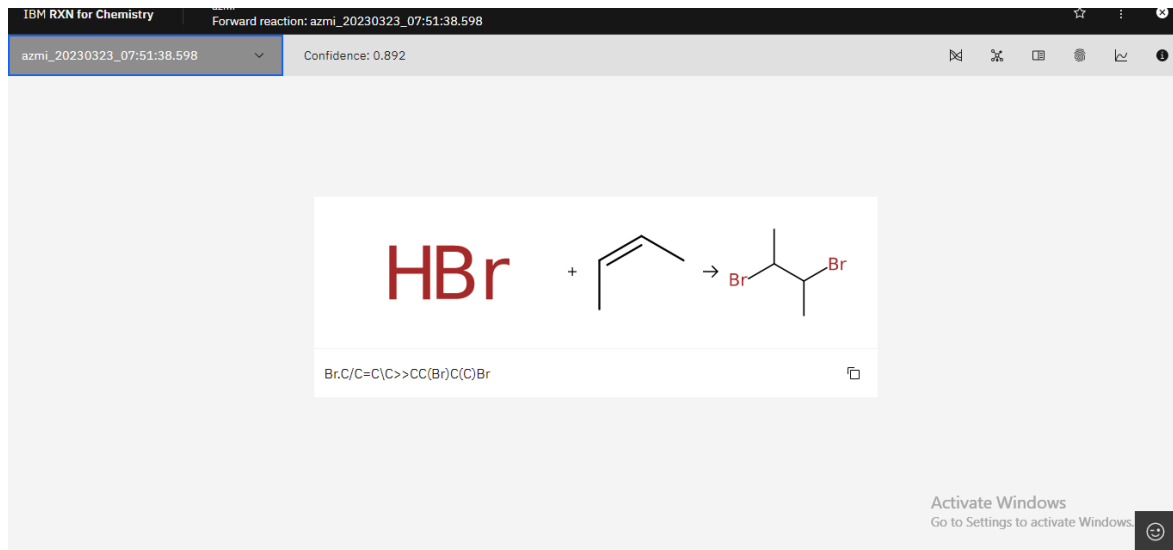 IBM RXN for Chemistry
azmi
Forward reaction: azmi_20230323_07:51:38.598
azmi_20230323_07:51:38.598
Confidence: 0.892
HBr + → Br Br
Br.C/C=C\C>>CC(Br)C(C)Br
Activate Windows
Go to Settings to activate Windows.